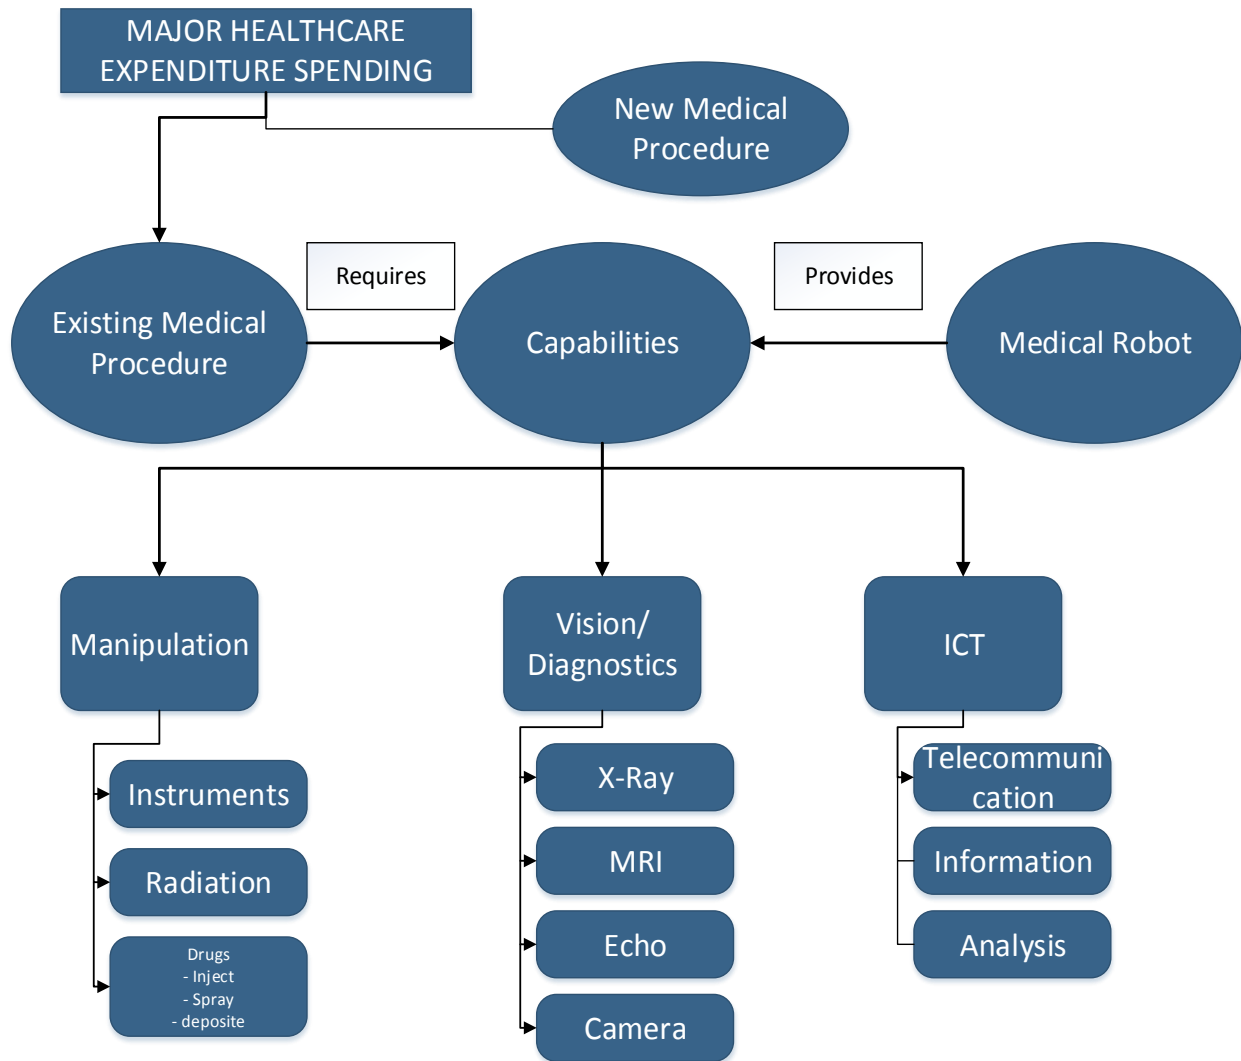 MAJOR HEALTHCARE
EXPENDITURE SPENDING
New Medical
Procedure
Existing Medical
Procedure
Requires
Capabilities
Provides
Medical Robot
Manipulation
Instruments
Radiation
Drugs
- Inject
- Spray
- deposite
Vision/
Diagnostics
X-Ray
MRI
Echo
Camera
ICT
Telecommuni
cation
Information
Analysis